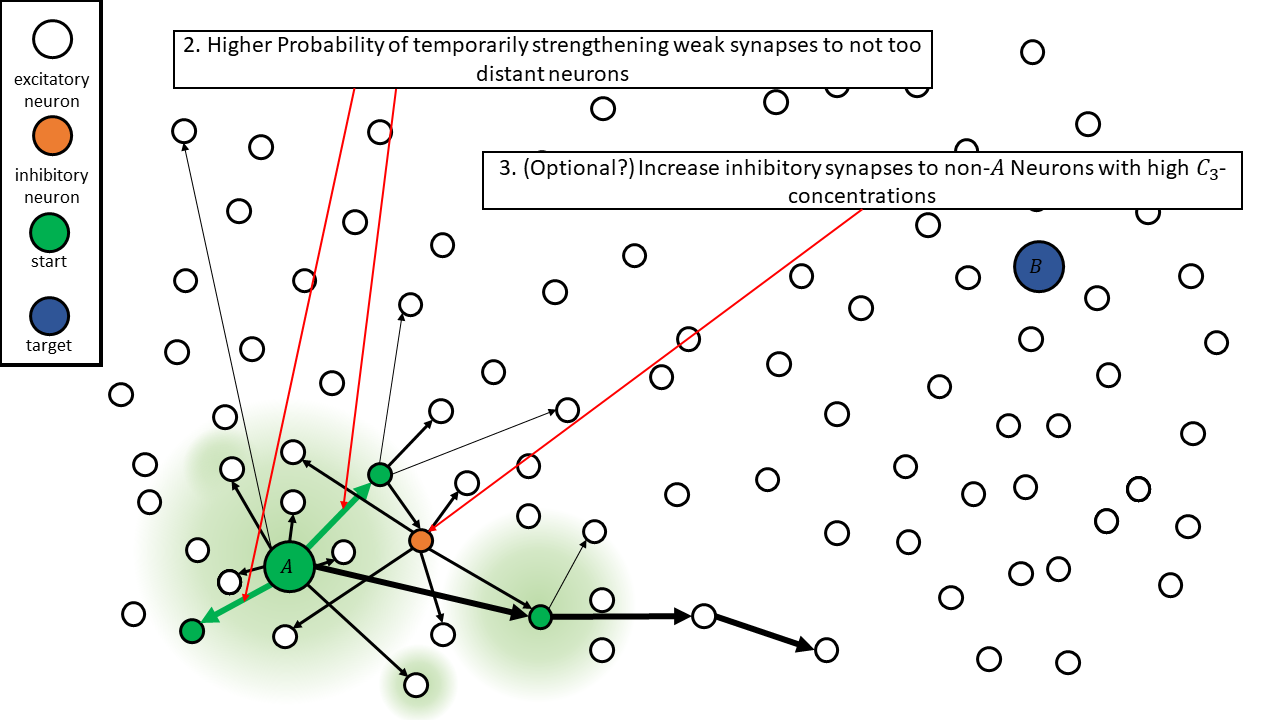 2. Higher Probability of temporarily strengthening weak synapses to not too
distant neurons
3. (Optional?) Increase inhibitory synapses to non-A Neurons with high C₃-
concentrations
excitatory
neuron
inhibitory
neuron
start
target
B
A